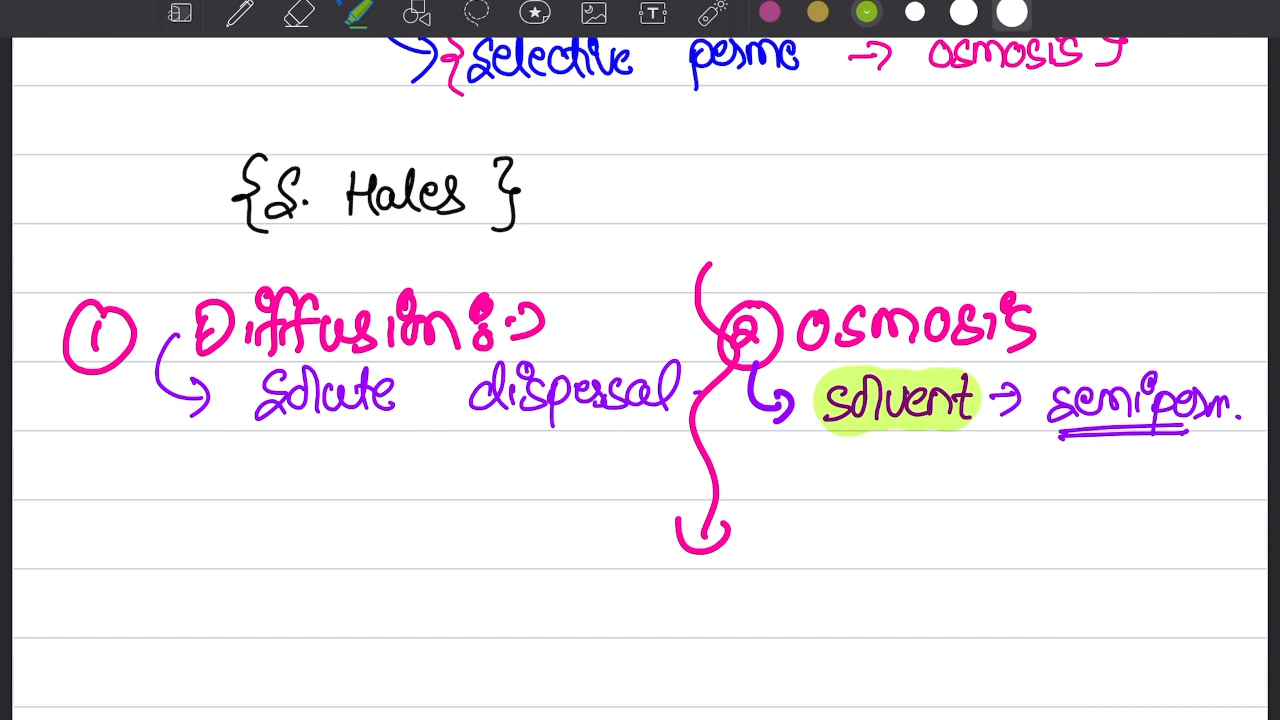 selective perme → osmosis}
{S. Hales}
① Diffusion :→
→ solute dispersal
② osmosis
→ solvent → semiperm.